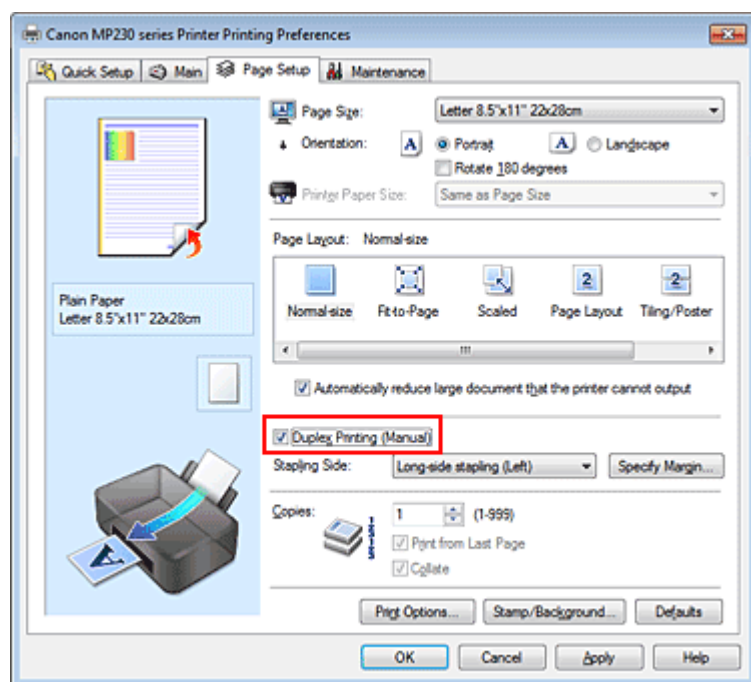 Canon MP230 series Printer Printing Preferences
Quick Setup Main Page Setup Maintenance
Page Size: Letter 8.5"x11" 22x28cm
Orientation: A Portrait A Landscape
Rotate 180 degrees
Printer Paper Size: Same as Page Size
Page Layout: Normal-size
2 2
Normal-size Fit-to-Page Scaled Page Layout Tiling/Poster
Plain Paper
Letter 8.5"x11" 22x28cm
Automatically reduce large document that the printer cannot output
Duplex Printing (Manual)
Stapling Side: Long-side stapling (Left) Specify Margin...
Copies: 1 (1-999)
Print from Last Page
Collate
A
Print Options... Stamp/Background... Defaults
OK Cancel Apply Help